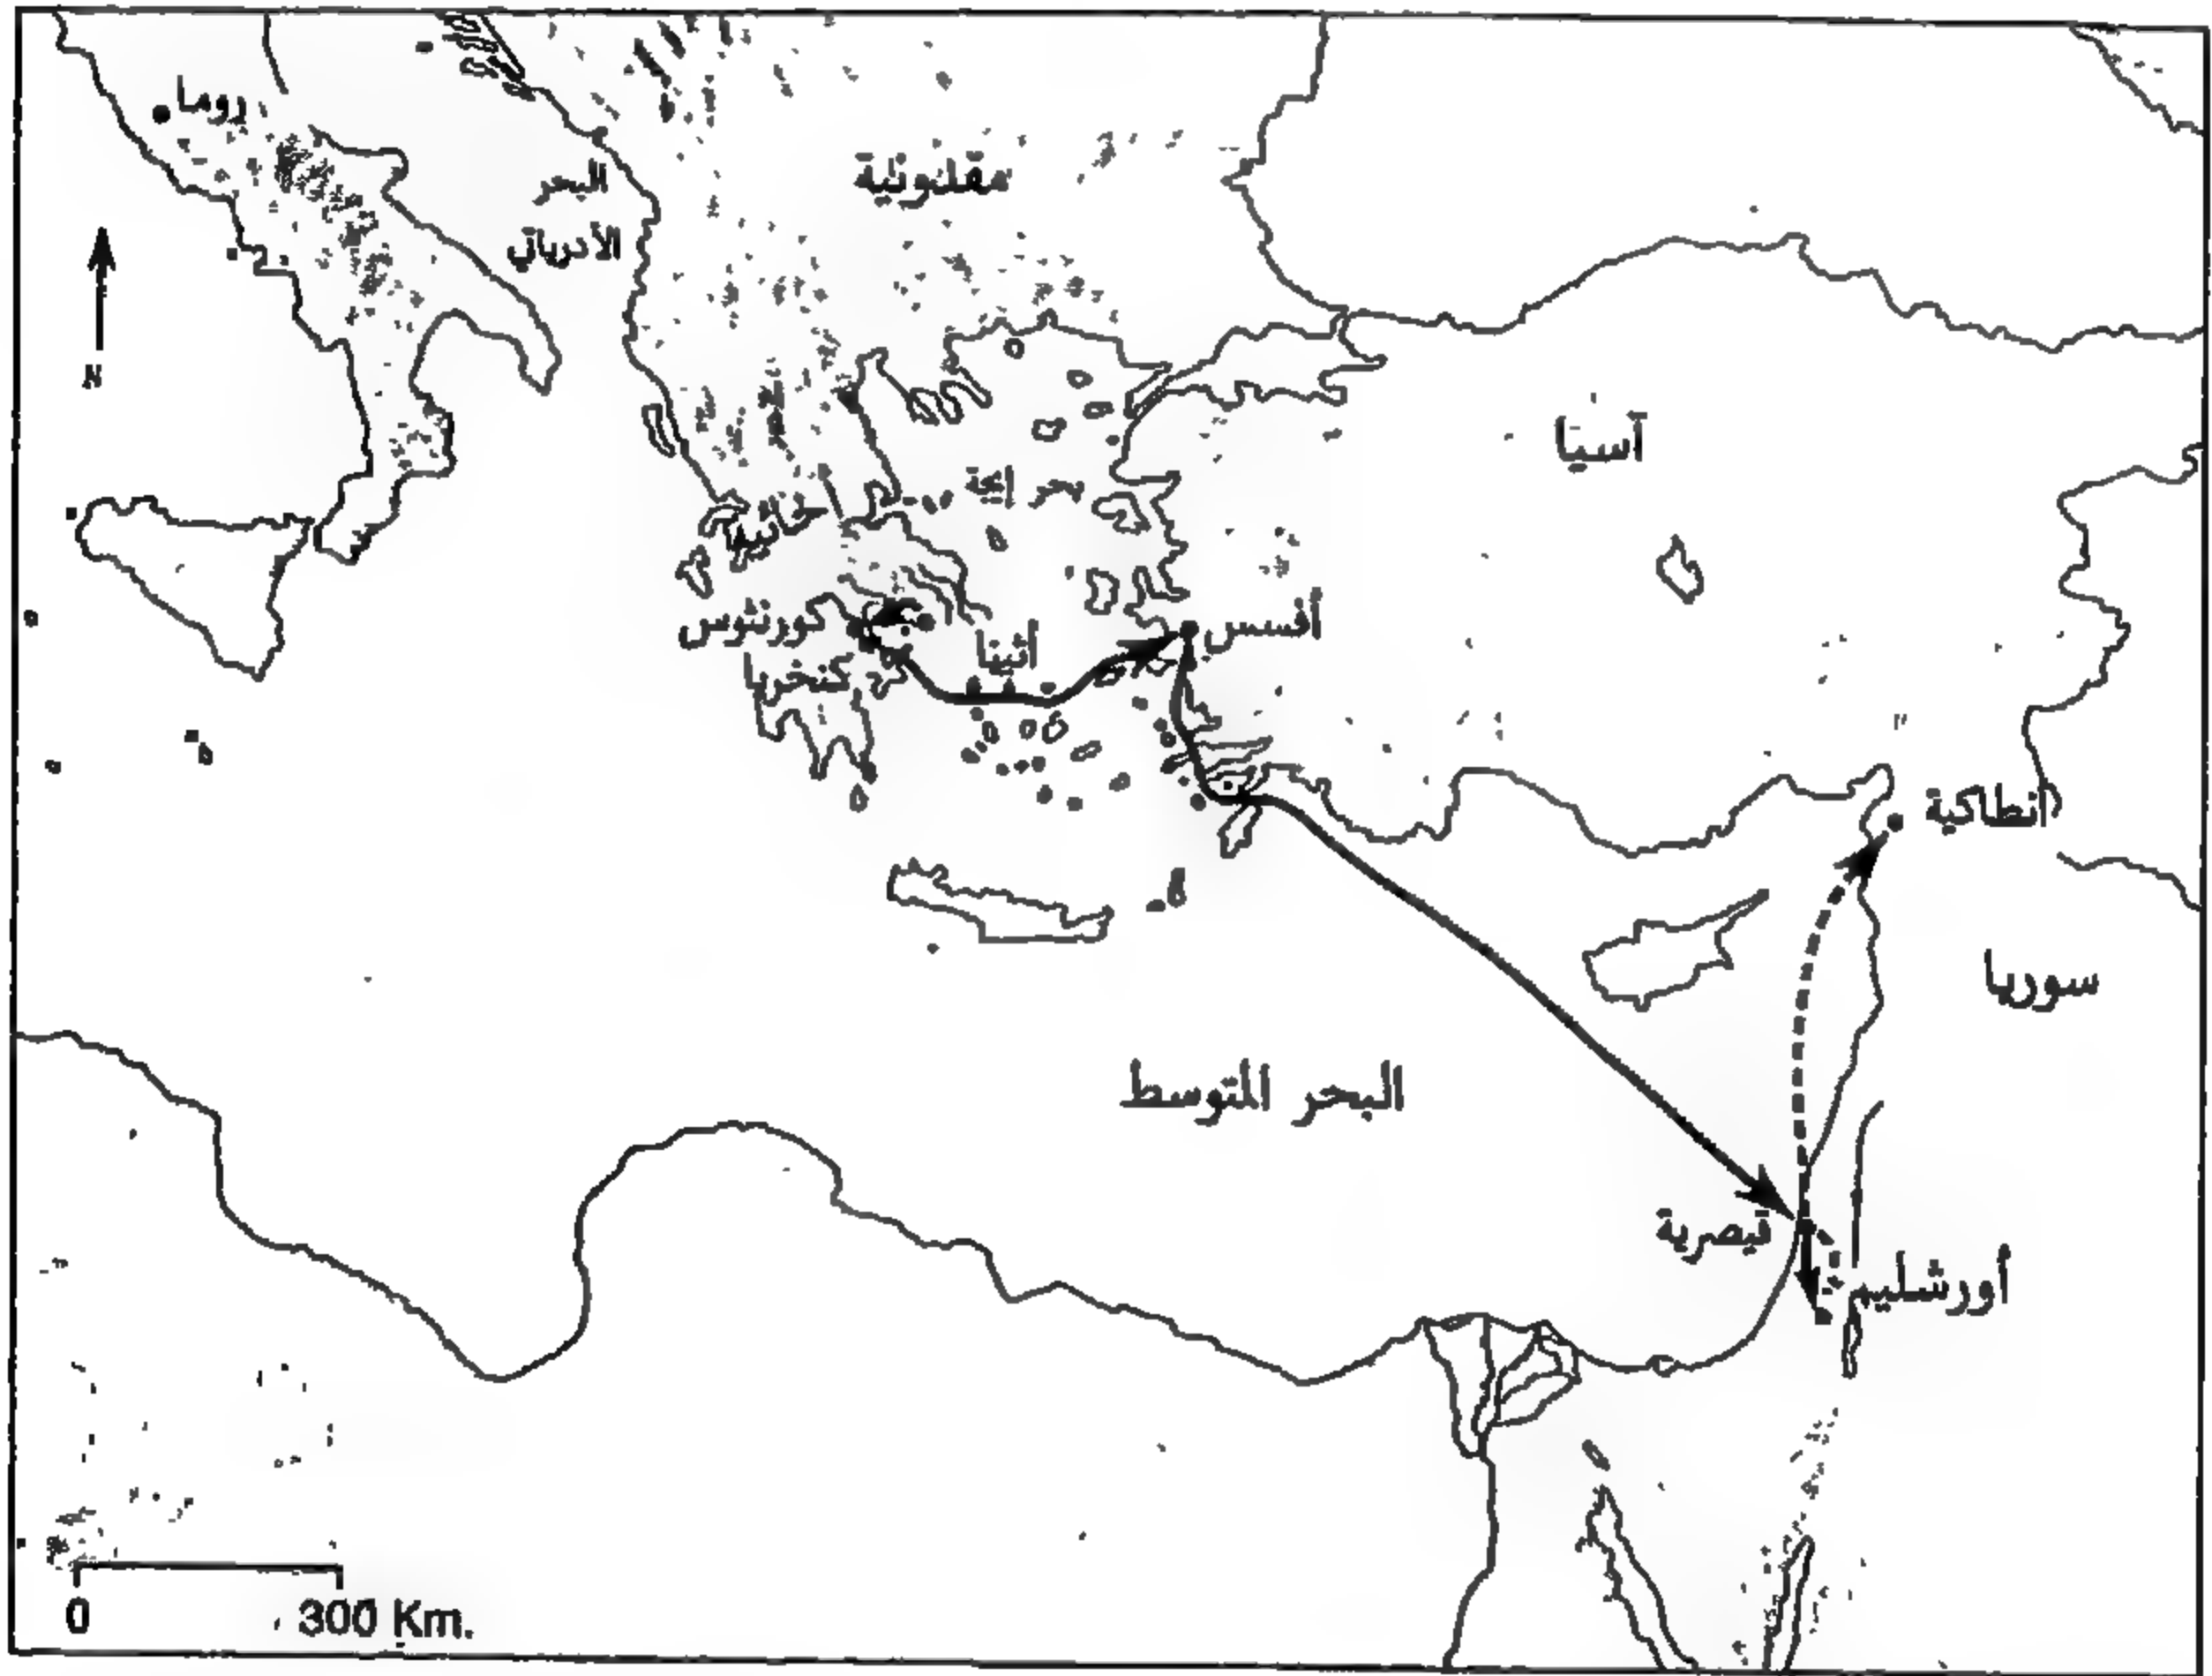 روما
مقدونية
البحر
الأدرياتي
N
آسيا
بحر إيجة
أفسس
كورنثوس
أثينا
كنخريا
أنطاكية
سوريا
البحر المتوسط
قيصرية
أورشليم
0 300 Km.